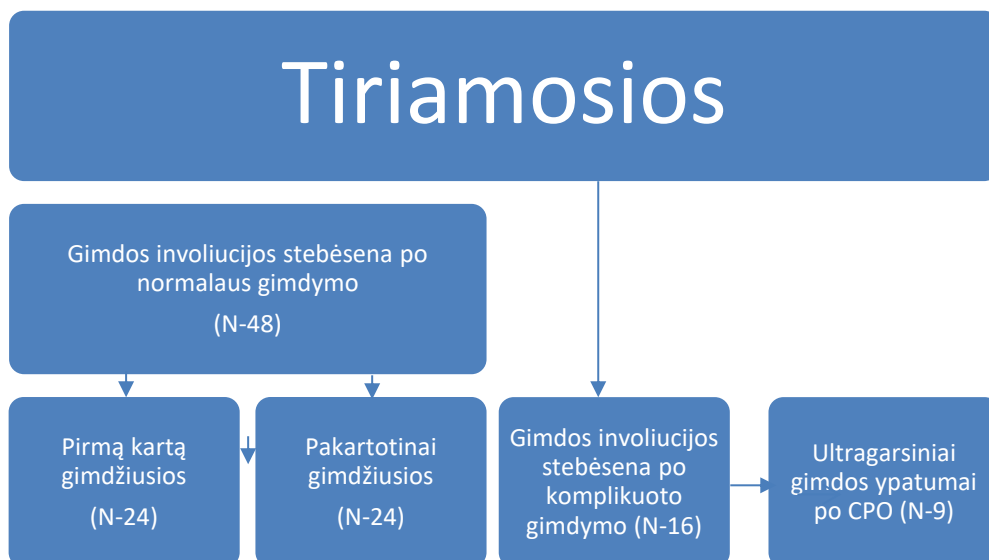 Tiriamosios
Gimdos involiucijos stebėsena po
normalaus gimdymo
(N-48)
Pirmą kartą
gimdžiusios
(N-24)
Pakartotinai
gimdžiusios
(N-24)
Gimdos involiucijos
stebėsena po
komplikuoto
gimdymo (N-16)
Ultragarsiniai
gimdos ypatumai
po CPO (N-9)